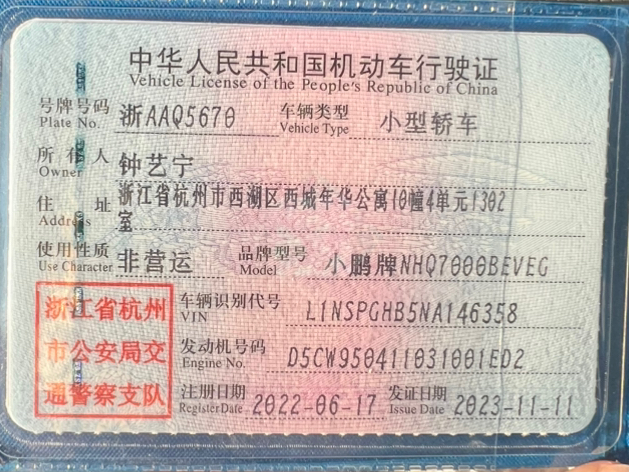 中华人民共和国机动车行驶证
Vehicle License of the People's Republic of China
号牌号码 浙AAQ5670 车辆类型 小型轿车
Plate No. Vehicle Type
所有人 钟艺宁
Owner
住址 浙江省杭州市西湖区西城年华公寓10幢4单元1302
Address 室
使用性质 非营运 品牌型号 小鹏牌NHQ7000BEVEG
Use Character Model
浙江省杭州 车辆识别代号 L1NSPGHB5NA146358
VIN
市公安局交 发动机号码 D5CW950411031001ED2
Engine No.
通警察支队 注册日期 2022-06-17 发证日期 2023-11-11
Register Date Issue Date